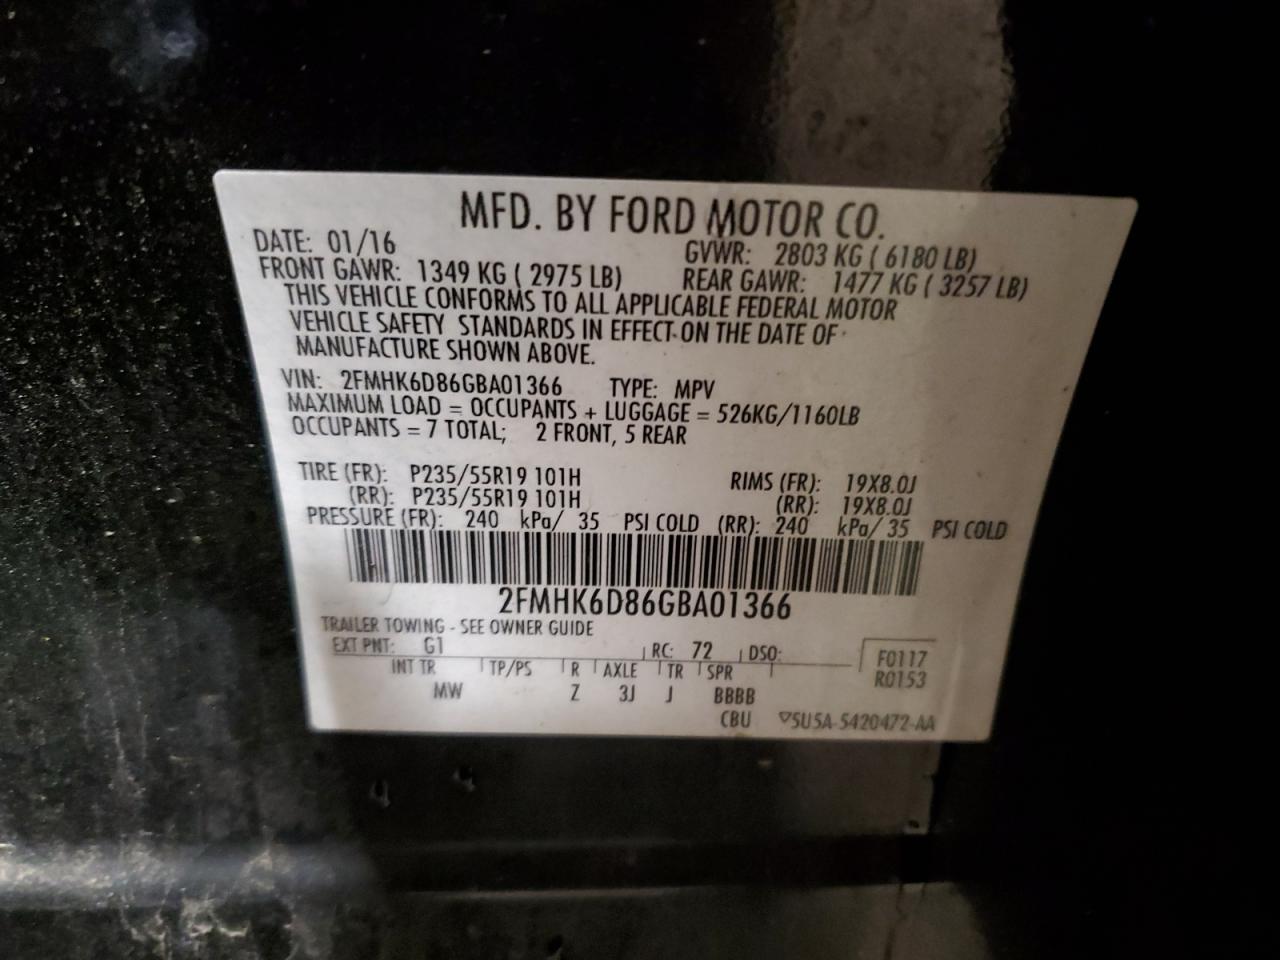 MFD. BY FORD MOTOR CO.
DATE: 01/16 GVWR: 2803 KG ( 6180 LB)
FRONT GAWR: 1349 KG ( 2975 LB) REAR GAWR: 1477 KG ( 3257 LB)
THIS VEHICLE CONFORMS TO ALL APPLICABLE FEDERAL MOTOR
VEHICLE SAFETY STANDARDS IN EFFECT ON THE DATE OF
MANUFACTURE SHOWN ABOVE.
VIN: 2FMHK6D86GBA01366 TYPE: MPV
MAXIMUM LOAD = OCCUPANTS + LUGGAGE = 526KG/1160LB
OCCUPANTS = 7 TOTAL; 2 FRONT, 5 REAR
TIRE (FR): P235/55R19 101H RIMS (FR): 19X8.0J
(RR): P235/55R19 101H (RR): 19X8.0J
PRESSURE (FR): 240 kPa/ 35 PSI COLD (RR): 240 kPa/ 35 PSI COLD
2FMHK6D86GBA01366
TRAILER TOWING - SEE OWNER GUIDE
EXT PNT: G1 RC: 72 DSO: F0117
INT TR TP/PS R AXLE TR SPR R0153
MW Z 3J J BBBB
CBU ▽5U5A-5420472-AA